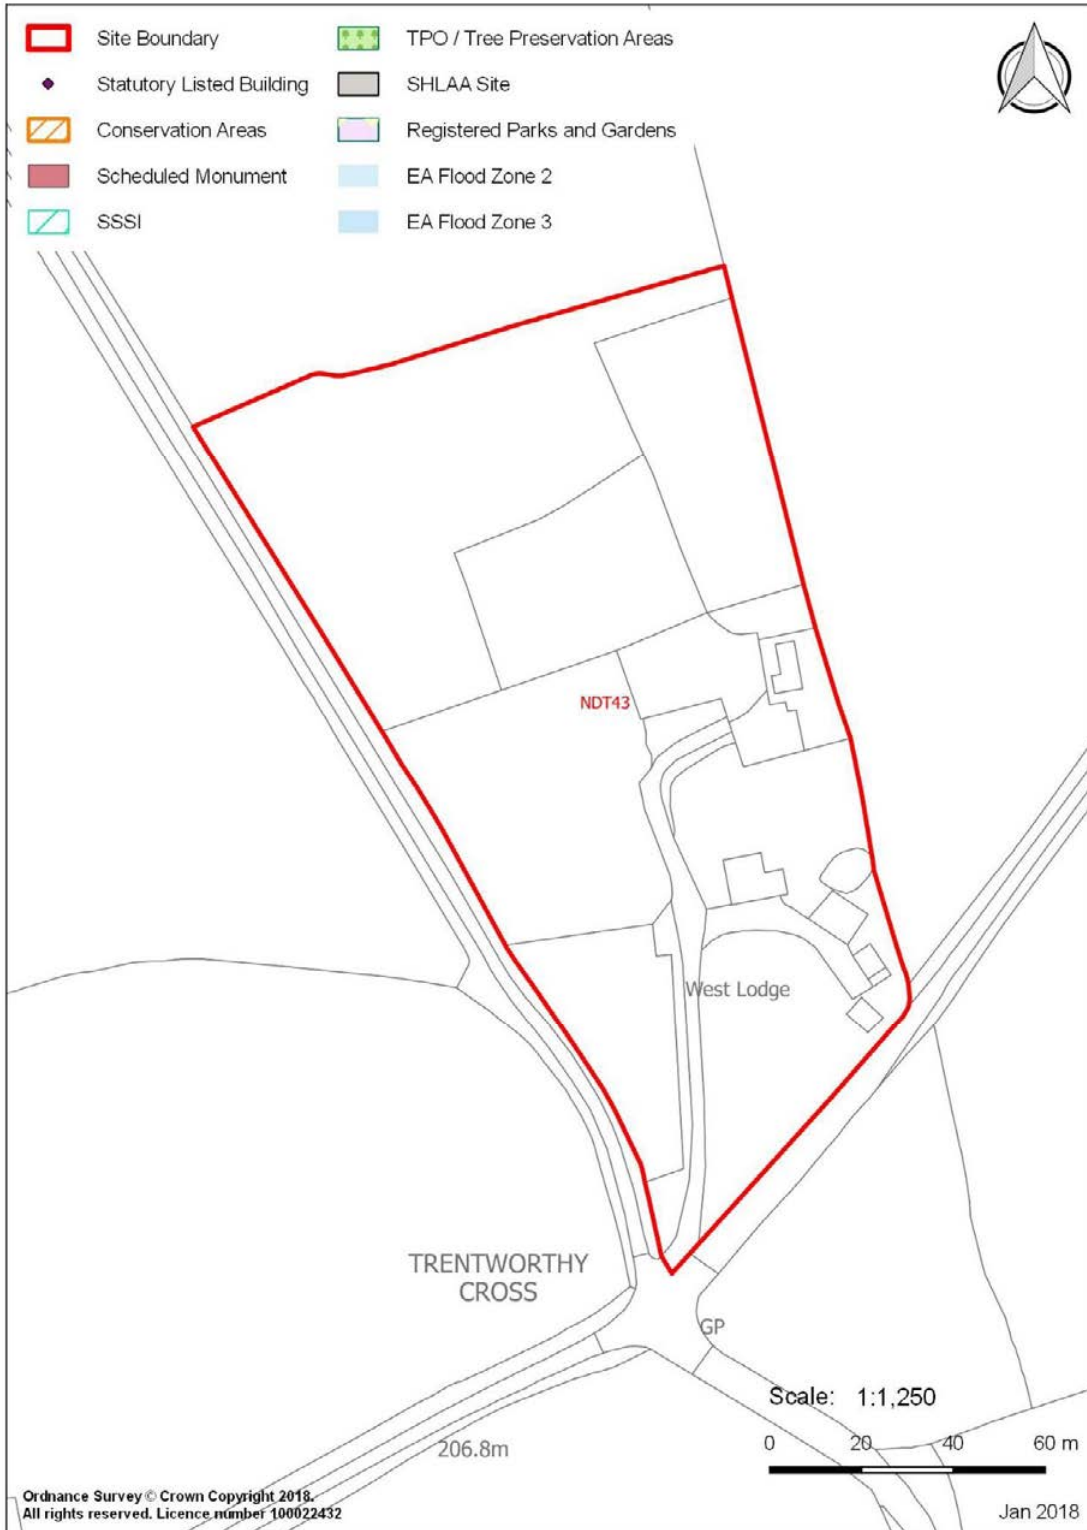 Site Boundary
Statutory Listed Building
Conservation Areas
Scheduled Monument
SSSI
TPO / Tree Preservation Areas
SHLAA Site
Registered Parks and Gardens
EA Flood Zone 2
EA Flood Zone 3
NDT43
West Lodge
TRENTWORTHY
CROSS
GP
206.8m
Scale: 1:1,250
0 20 40 60 m
Ordnance Survey © Crown Copyright 2018.
All rights reserved. Licence number 100022432
Jan 2018